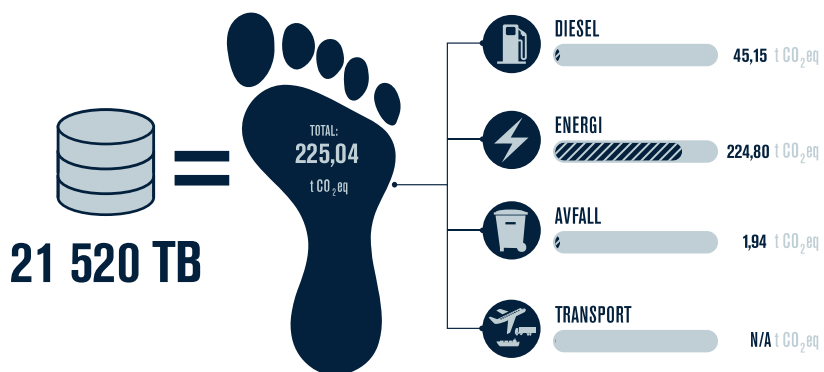 21 520 TB
=
TOTAL:
225,04
t CO2eq
DIESEL
45,15 t CO2eq
ENERGI
224,80 t CO2eq
AVFALL
1,94 t CO2eq
TRANSPORT
N/A t CO2eq